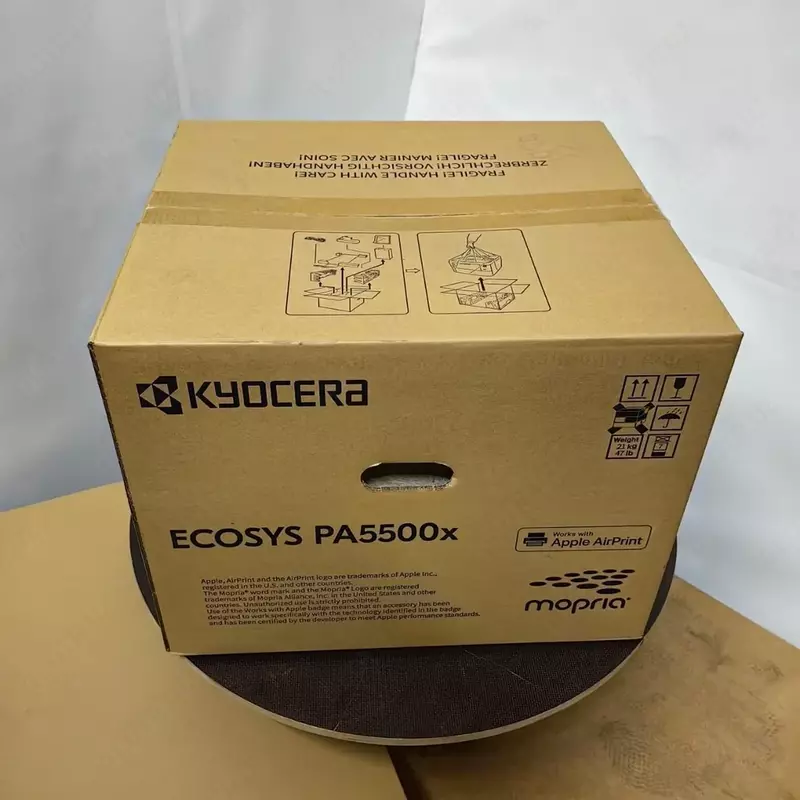 FRAGILE! HANDLE WITH CARE!
ZERBRECHLICH! VORSICHTIG HANDHABEN!
FRAGILE! MANIER AVEC SOIN!
KYOCERA
Weight
21 kg
47 lb
ECOSYS PA5500x
Works with
Apple AirPrint
Apple, AirPrint and the AirPrint logo are trademarks of Apple Inc.,
registered in the U.S. and other countries.
The Mopria® word mark and the Mopria® Logo are registered
trademarks of Mopria Alliance, Inc. in the United States and other
countries. Unauthorized use is strictly prohibited.
Use of the Works with Apple badge means that an accessory has been
designed to work specifically with the technology identified in the badge
and has been certified by the developer to meet Apple performance standards.
mopria